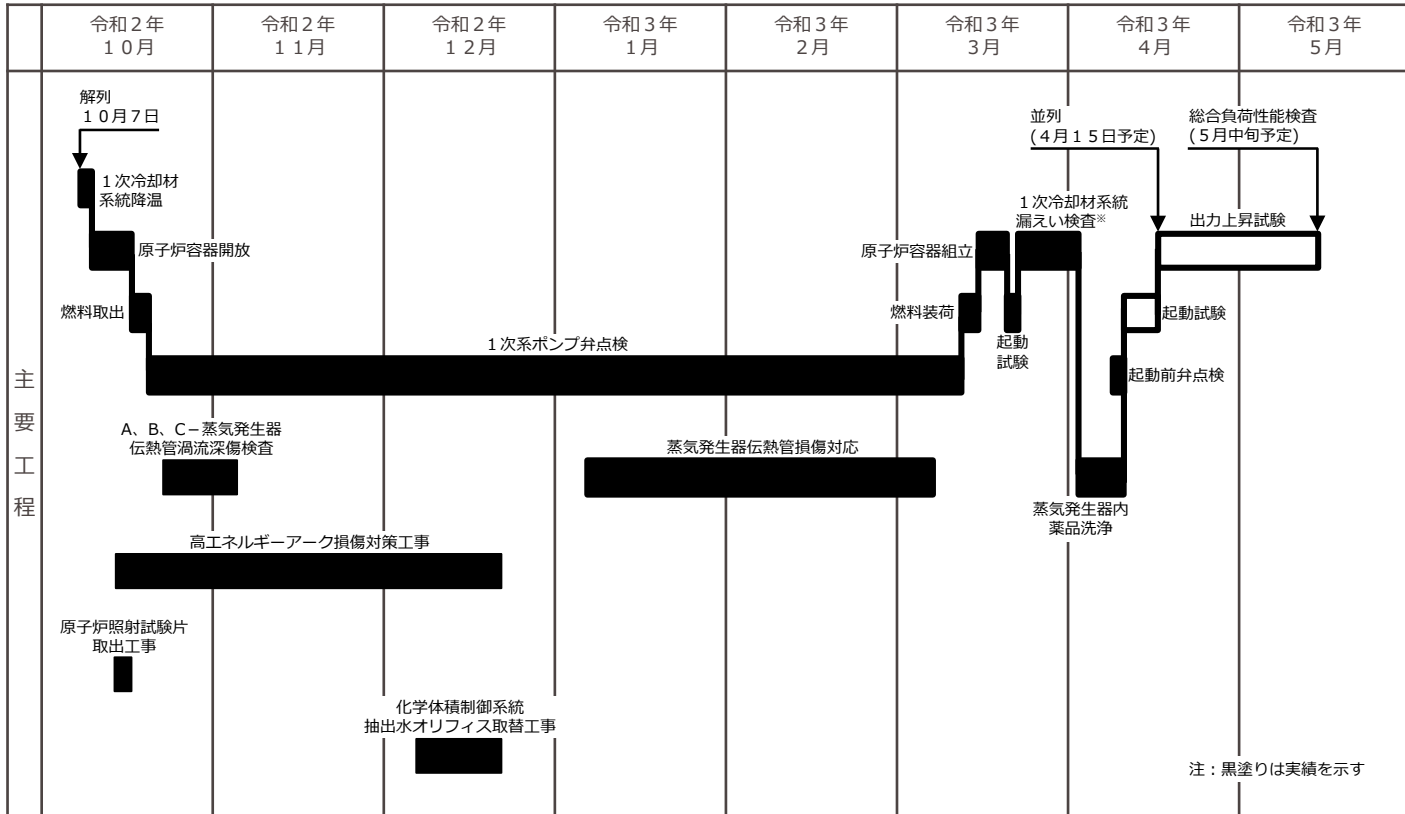 令和２年
１０月
令和２年
１１月
令和２年
１２月
令和３年
１月
令和３年
２月
令和３年
３月
令和３年
４月
令和３年
５月
主要工程
解列
１０月７日
並列
(４月１５日予定)
総合負荷性能検査
(５月中旬予定)
１次冷却材
系統降温
１次冷却材系統
漏えい検査※
出力上昇試験
原子炉容器開放
原子炉容器組立
燃料取出
燃料装荷
起動
試験
起動試験
１次系ポンプ弁点検
起動前弁点検
A、B、C－蒸気発生器
伝熱管渦流深傷検査
蒸気発生器伝熱管損傷対応
蒸気発生器内
薬品洗浄
高エネルギーアーク損傷対策工事
原子炉照射試験片
取出工事
化学体積制御系統
抽出水オリフィス取替工事
注：黒塗りは実績を示す